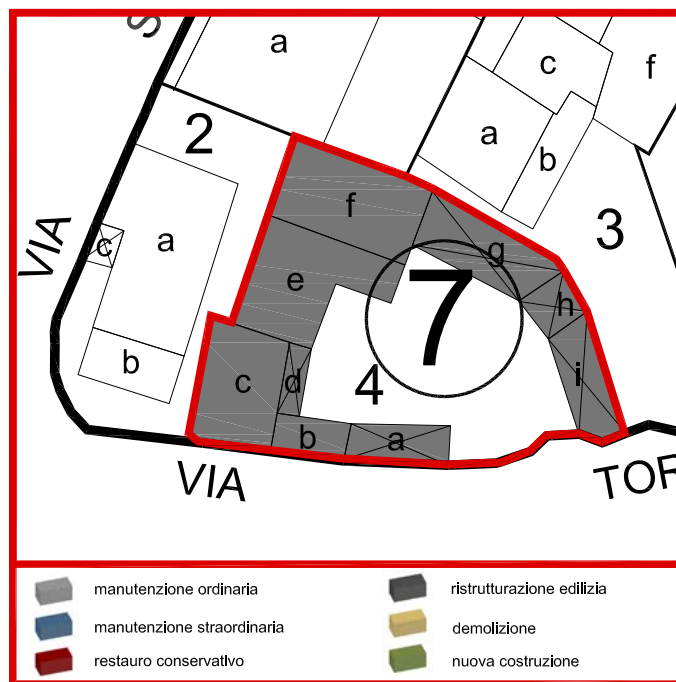 S
a
c
f
2
a
b
VIA
c
a
f
g
3
e
h
7
b
c
d
4
i
b
a
VIA
TOR
manutenzione ordinaria
ristrutturazione edilizia
manutenzione straordinaria
demolizione
restauro conservativo
nuova costruzione